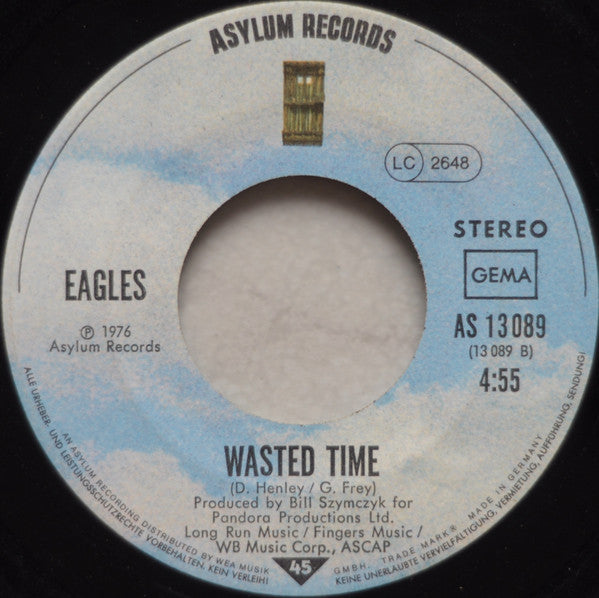 ASYLUM RECORDS
LC 2648
STEREO
GEMA
EAGLES
℗ 1976
Asylum Records
AS 13 089
(13 089 B)
4:55
WASTED TIME
(D. Henley / G. Frey)
Produced by Bill Szymczyk for
Pandora Productions Ltd.
Long Run Music / Fingers Music /
WB Music Corp., ASCAP
45
ALLE URHEBER- UND LEISTUNGSSCHUTZRECHTE VORBEHALTEN. KEIN VERLEIH! KEINE UNERLAUBTE VERVIELFÄLTIGUNG, VERMIETUNG, AUFFÜHRUNG, SENDUNG!
AN ASYLUM RECORDING DISTRIBUTED BY WEA MUSIK GMBH. TRADE MARK® MADE IN GERMANY